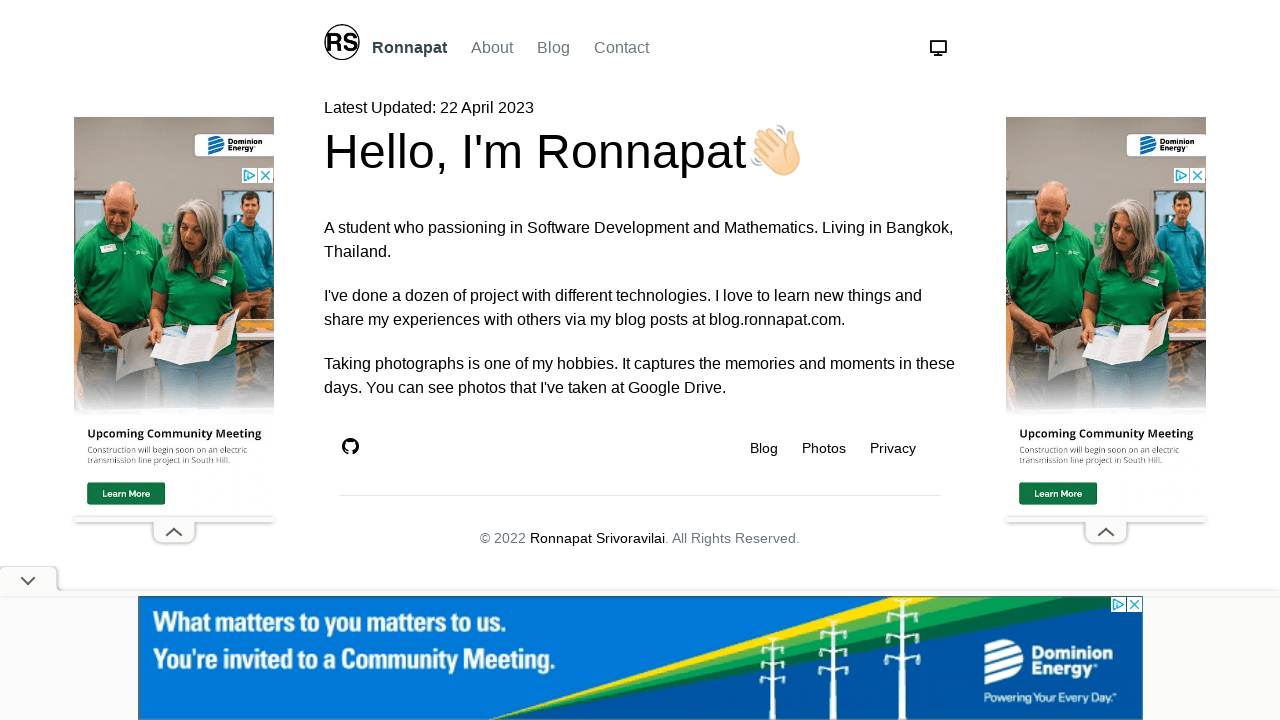 RS Ronnapat About Blog Contact
Latest Updated: 22 April 2023
Hello, I'm Ronnapat👋🏻
A student who passioning in Software Development and Mathematics. Living in Bangkok,
Thailand.
I've done a dozen of project with different technologies. I love to learn new things and
share my experiences with others via my blog posts at blog.ronnapat.com.
Taking photographs is one of my hobbies. It captures the memories and moments in these
days. You can see photos that I've taken at Google Drive.
Blog Photos Privacy
© 2022 Ronnapat Srivoravilai. All Rights Reserved.
Dominion
Energy®
Upcoming Community Meeting
Construction will begin soon on an electric
transmission line project in South Hill.
Learn More
Dominion
Energy®
Upcoming Community Meeting
Construction will begin soon on an electric
transmission line project in South Hill.
Learn More
What matters to you matters to us.
You're invited to a Community Meeting.
Dominion
Energy®
Powering Your Every Day.™